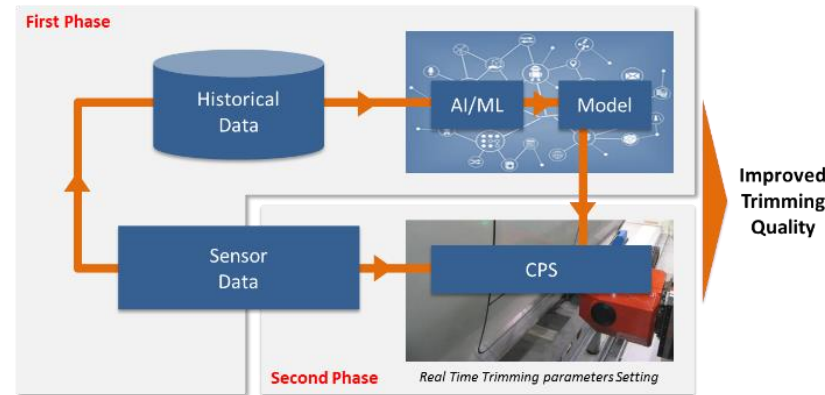 First Phase
Historical
Data
AI/ML
Model
Improved
Trimming
Quality
Sensor
Data
CPS
Second Phase
Real Time Trimming parameters Setting